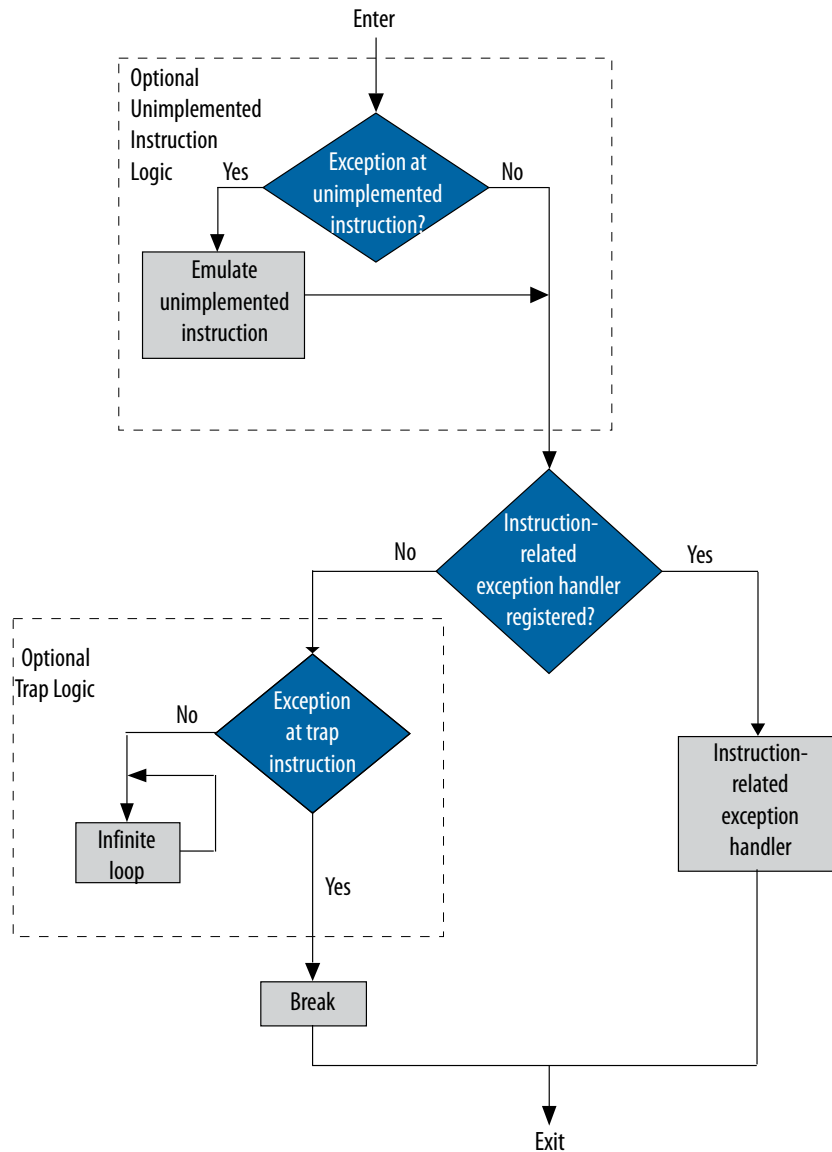 Enter
Optional
Unimplemented
Instruction
Logic
Exception at
unimplemented
instruction?
Yes
No
Emulate
unimplemented
instruction
Instruction-
related
exception handler
registered?
No
Yes
Optional
Trap Logic
Exception
at trap
instruction
No
Infinite
loop
Yes
Instruction-
related
exception
handler
Break
Exit